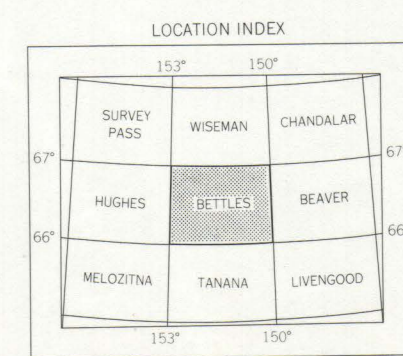 LOCATION INDEX
153° 150°
SURVEY
PASS
WISEMAN
CHANDALAR
67° 67
HUGHES
BETTLES
BEAVER
66° 66
MELOZITNA
TANANA
LIVENGOOD
153° 150°